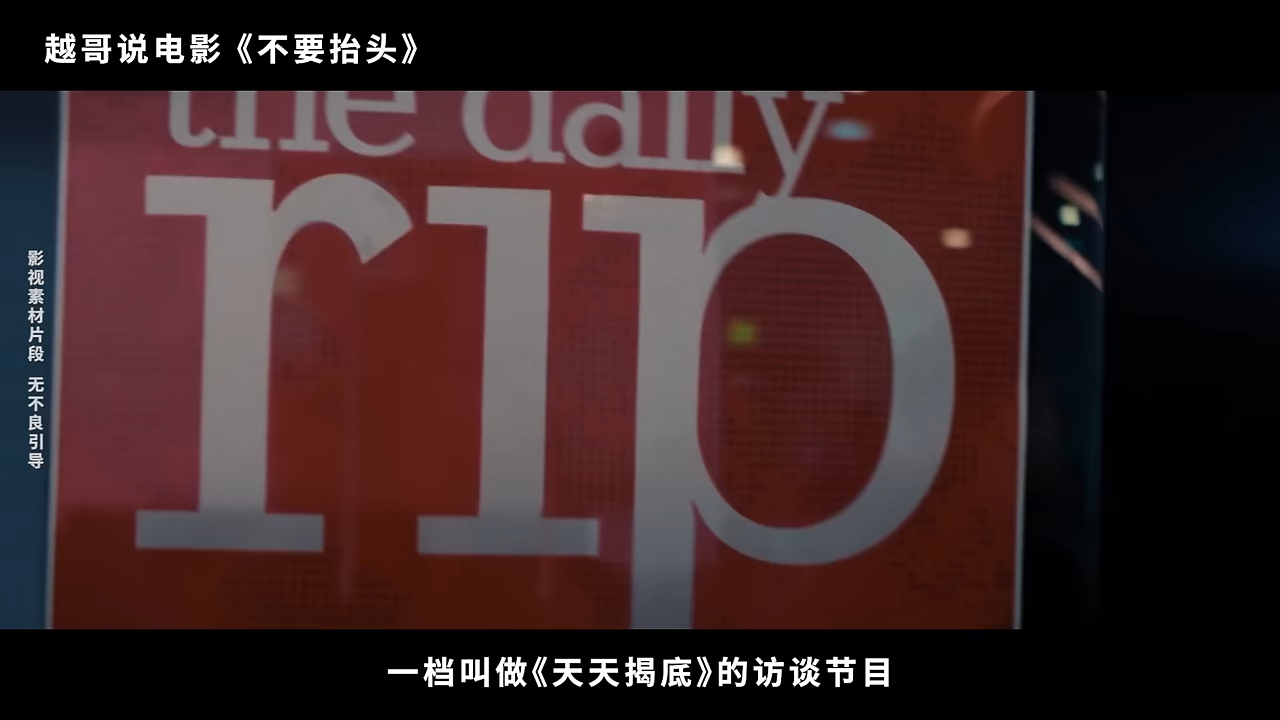 越哥说电影《不要抬头》
the daily
rip
影视素材片段 无不良引导
一档叫做《天天揭底》的访谈节目